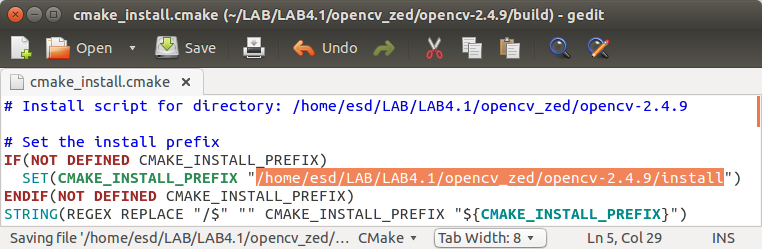 cmake_install.cmake (~/LAB/LAB4.1/opencv_zed/opencv-2.4.9/build) - gedit
Open Save Undo
cmake_install.cmake ×
# Install script for directory: /home/esd/LAB/LAB4.1/opencv_zed/opencv-2.4.9
# Set the install prefix
IF(NOT DEFINED CMAKE_INSTALL_PREFIX)
  SET(CMAKE_INSTALL_PREFIX "/home/esd/LAB/LAB4.1/opencv_zed/opencv-2.4.9/install")
ENDIF(NOT DEFINED CMAKE_INSTALL_PREFIX)
STRING(REGEX REPLACE "/$" "" CMAKE_INSTALL_PREFIX "${CMAKE_INSTALL_PREFIX}")
Saving file '/home/esd/LAB/LAB4.1/opencv_zed/... CMake Tab Width: 8 Ln 5, Col 29 INS